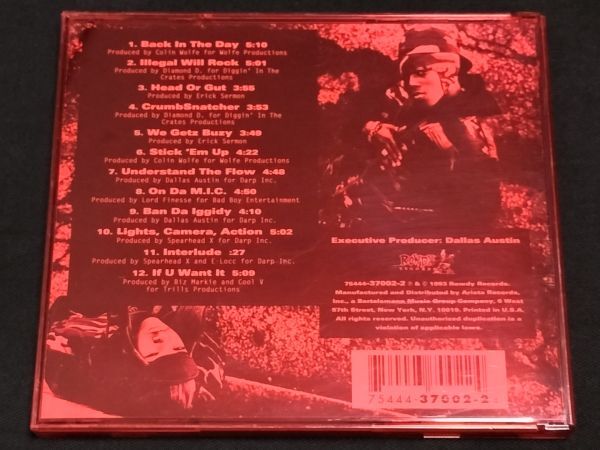 1. Back In The Day 5:10
Produced by Colin Wolfe for Wolfe Productions
2. Illegal Will Rock 5:01
Produced by Diamond D. for Diggin' In The
Crates Productions
3. Head Or Gut 3:55
Produced by Erick Sermon
4. CrumbSnatcher 3:53
Produced by Diamond D. for Diggin' In The
Crates Productions
5. We Getz Buzy 3:49
Produced by Erick Sermon
6. Stick 'Em Up 4:22
Produced by Colin Wolfe for Wolfe Productions
7. Understand The Flow 4:48
Produced by Dallas Austin for Darp Inc.
8. On Da M.I.C. 4:50
Produced by Lord Finesse for Bad Boy Entertainment
9. Ban Da Iggidy 4:10
Produced by Dallas Austin for Darp Inc.
10. Lights, Camera, Action 5:02
Produced by Spearhead X for Darp Inc.
11. Interlude :27
Produced by Spearhead X and E-Locc for Darp Inc.
12. If U Want It 5:09
Produced by Biz Markie and Cool V
for Trills Productions
Executive Producer: Dallas Austin
ROWDY
RECORDS
75444-37002-2 ℗ & © 1993 Rowdy Records.
Manufactured and Distributed by Arista Records,
Inc., a Bertelsmann Music Group Company, 6 West
57th Street, New York, N.Y. 10019. Printed in U.S.A.
All rights reserved. Unauthorized duplication is a
violation of applicable laws.
75444-37002-2